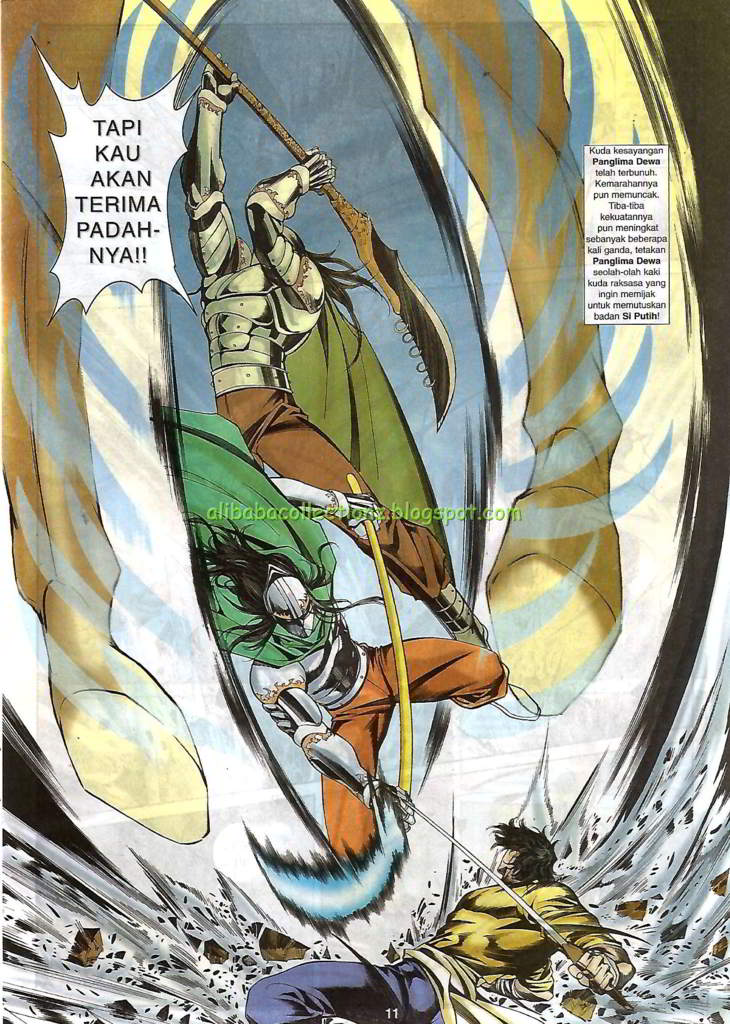 TAPI
KAU
AKAN
TERIMA
PADAH-
NYA!!
Kuda kesayangan
Panglima Dewa
telah terbunuh.
Kemarahannya
pun memuncak.
Tiba-tiba
kekuatannya
pun meningkat
sebanyak beberapa
kali ganda, tetakan
Panglima Dewa
seolah-olah kaki
kuda raksasa yang
ingin memijak
untuk memutuskan
badan Si Putih!
alibabacollectionz.blogspot.com
11